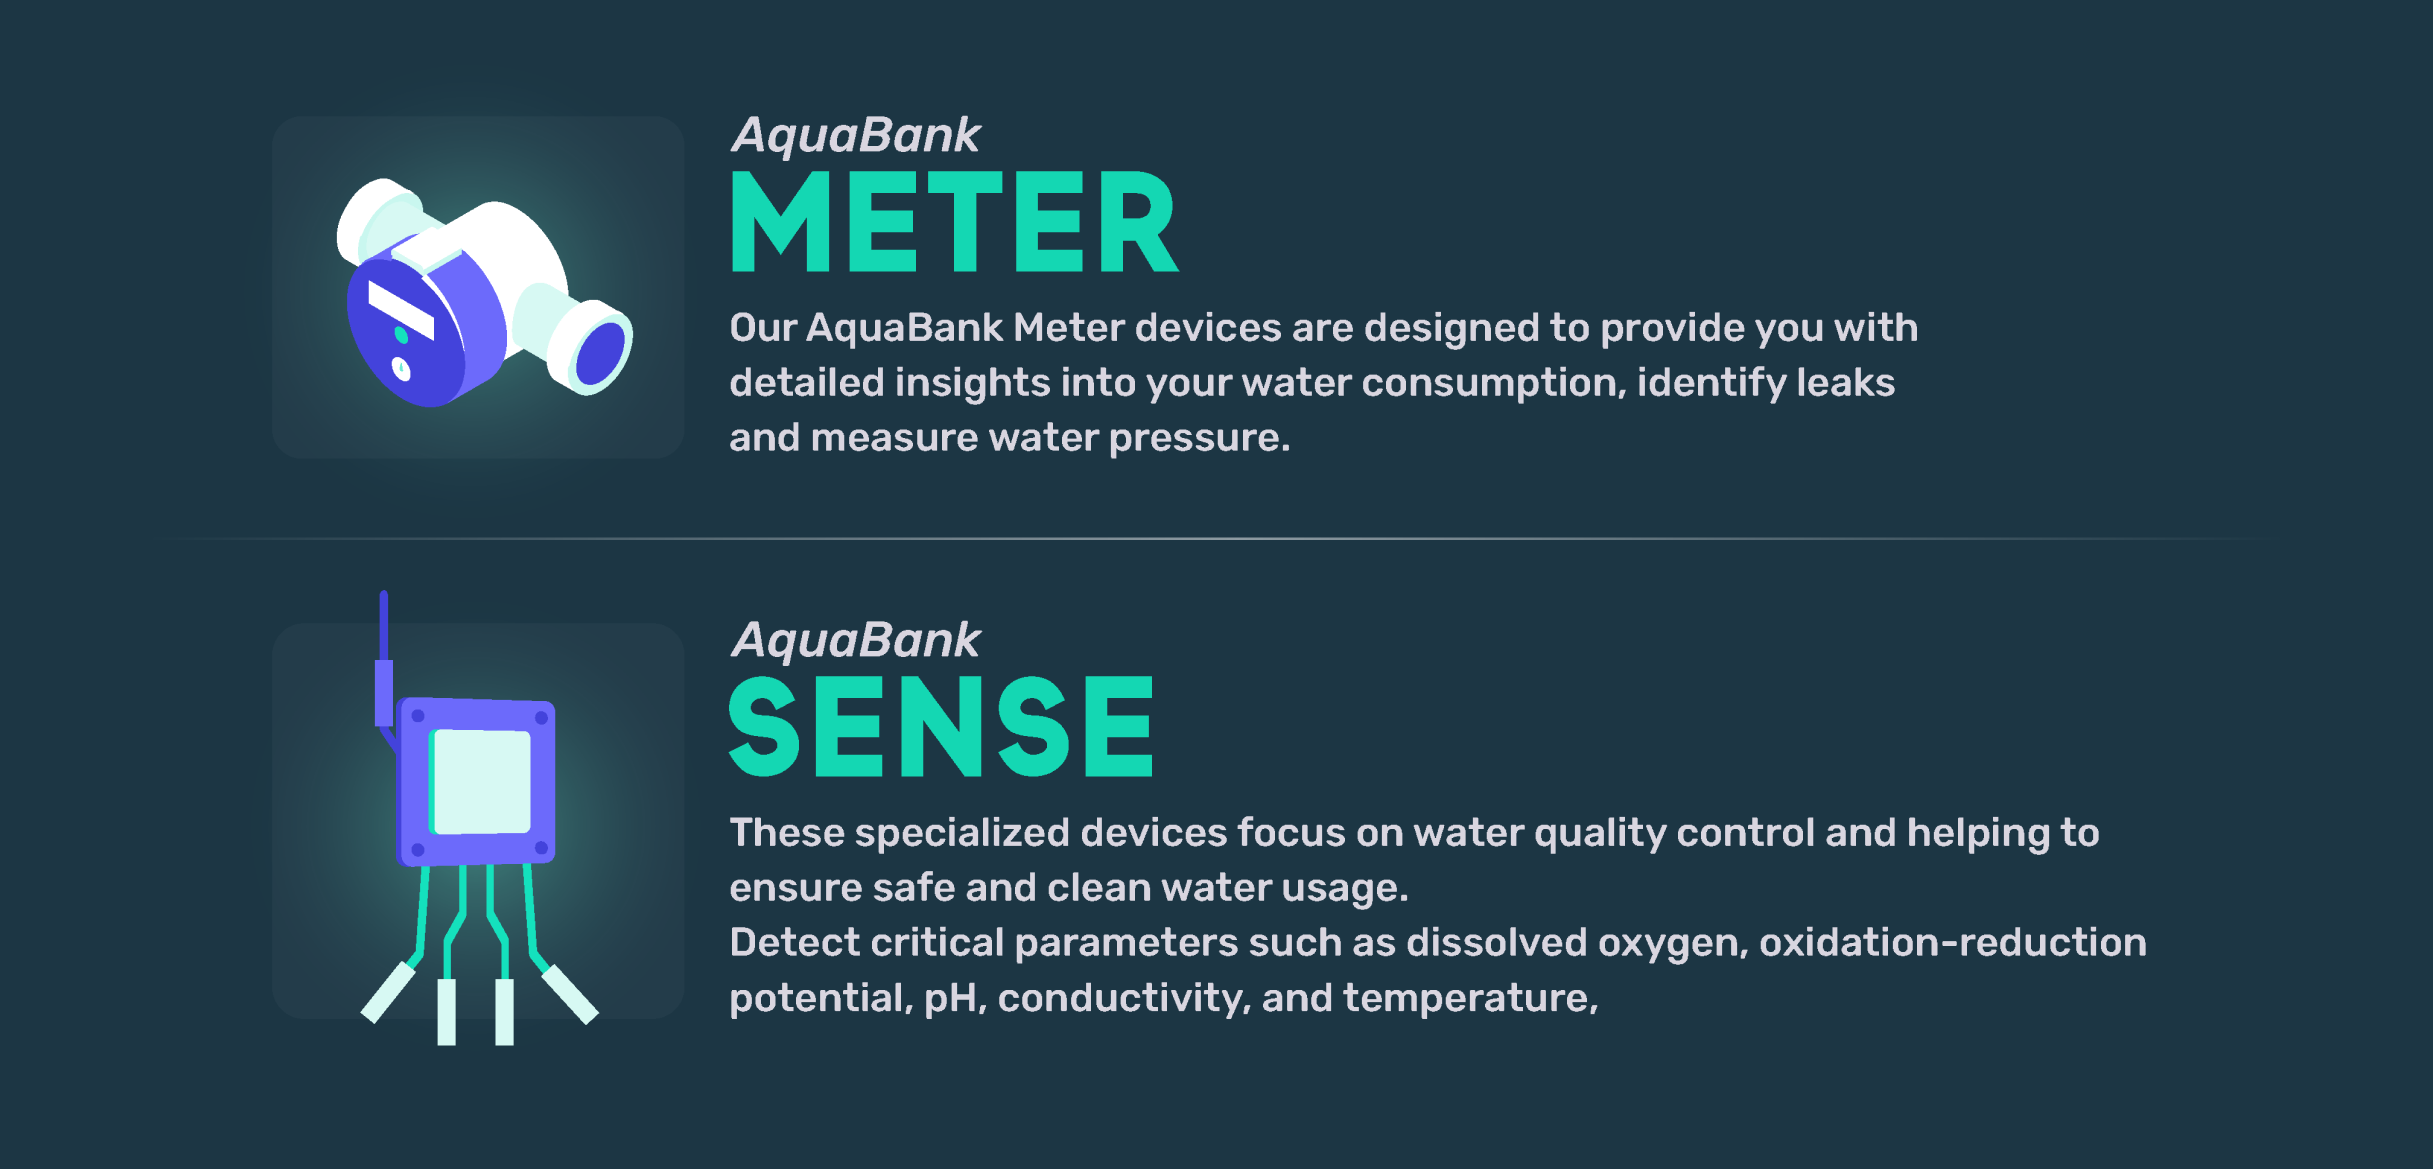 AquaBank
METER
Our AquaBank Meter devices are designed to provide you with
detailed insights into your water consumption, identify leaks
and measure water pressure.
AquaBank
SENSE
These specialized devices focus on water quality control and helping to
ensure safe and clean water usage.
Detect critical parameters such as dissolved oxygen, oxidation-reduction
potential, pH, conductivity, and temperature,